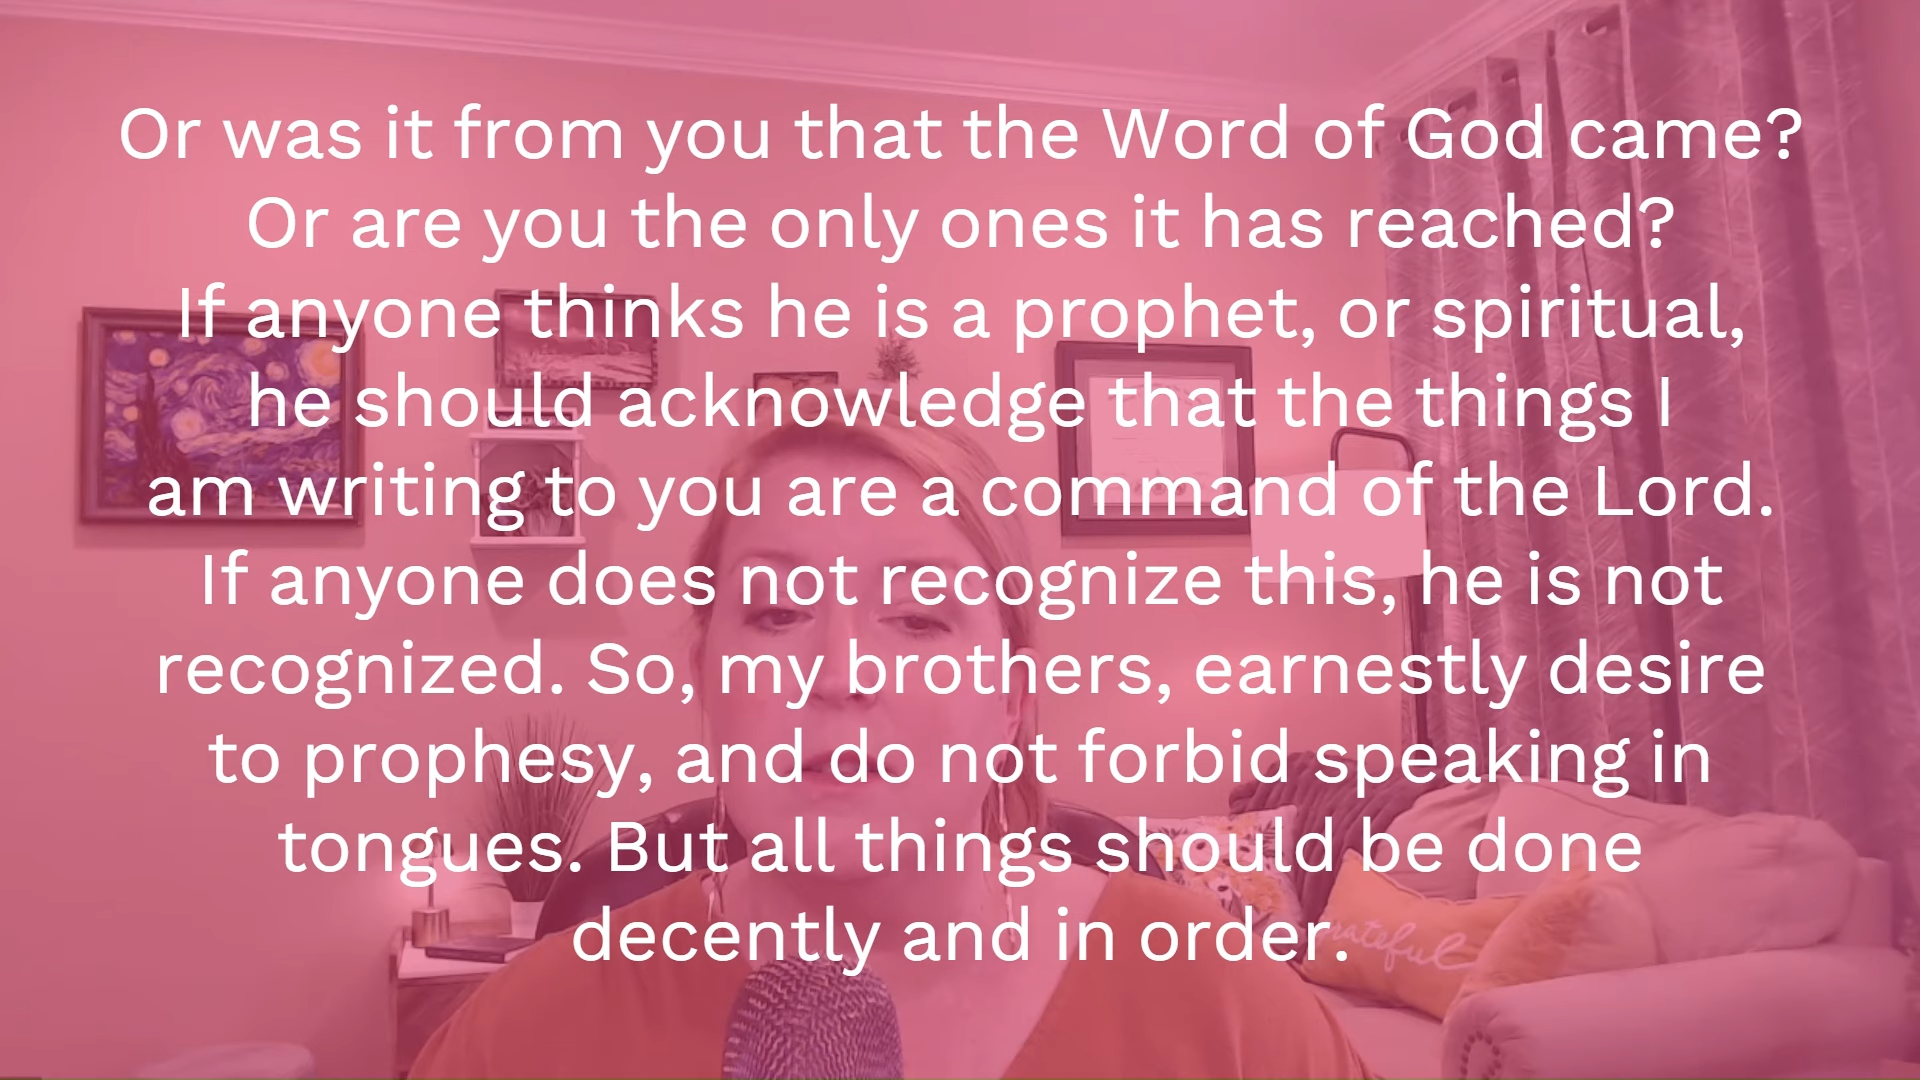 Or was it from you that the Word of God came?
Or are you the only ones it has reached?
If anyone thinks he is a prophet, or spiritual,
he should acknowledge that the things I
am writing to you are a command of the Lord.
If anyone does not recognize this, he is not
recognized. So, my brothers, earnestly desire
to prophesy, and do not forbid speaking in
tongues. But all things should be done
decently and in order.
grateful